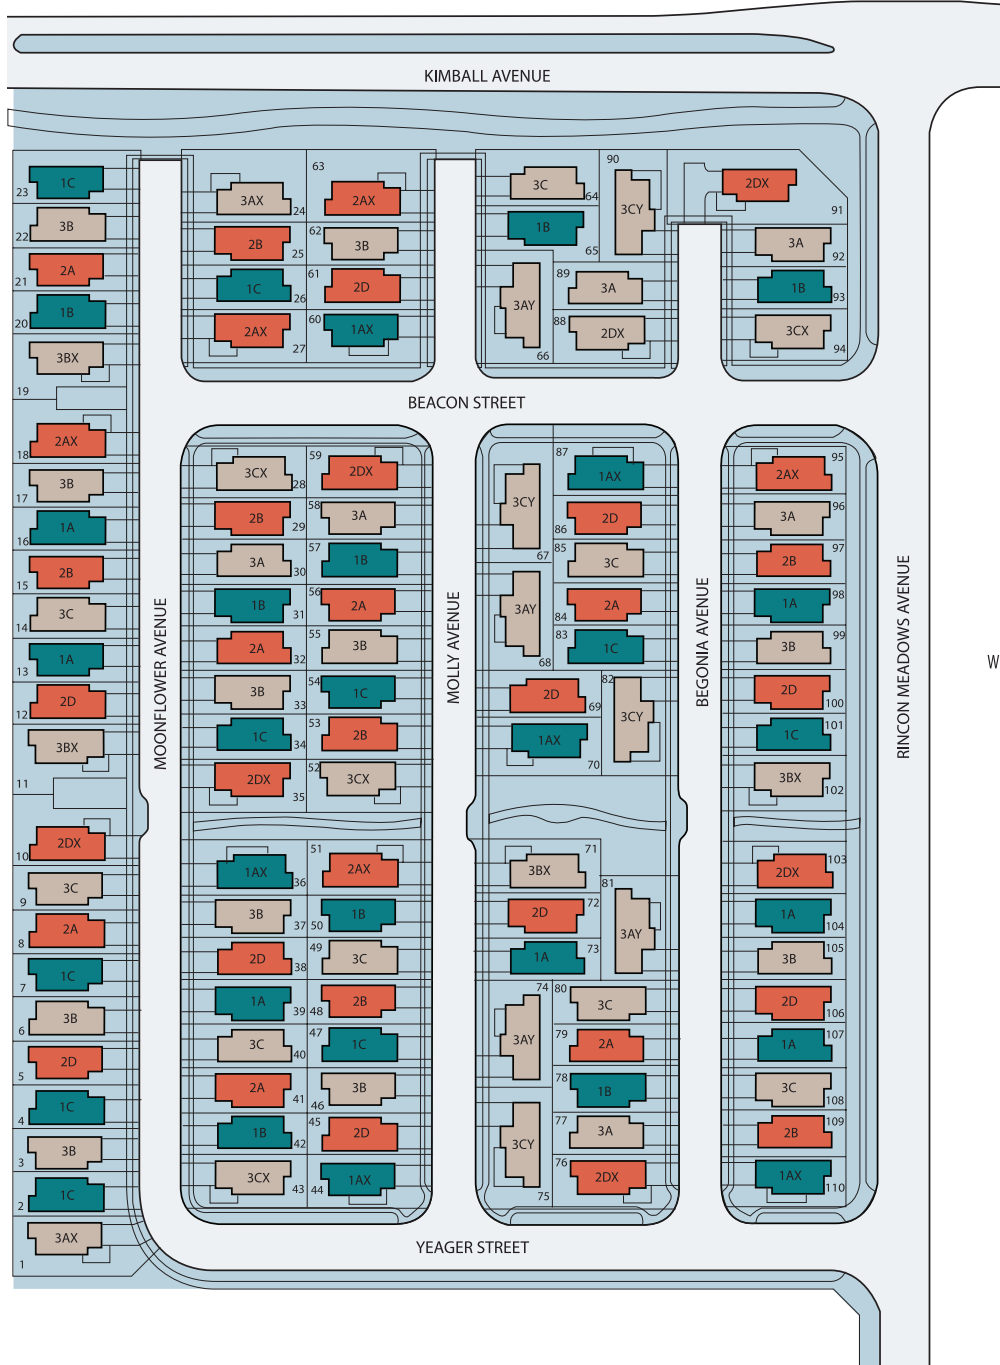 KIMBALL AVENUE
1C
23
3B
22
2A
21
1B
20
3BX
19
2AX
18
3B
17
1A
16
2B
15
3C
14
1A
13
2D
12
3BX
11
2DX
10
3C
9
2A
8
1C
7
3B
6
2D
5
1C
4
3B
3
1C
2
3AX
1
MOONFLOWER AVENUE
3AX
24
2B
25
1C
26
2AX
27
63
2AX
62
3B
61
2D
60
1AX
3C
64
1B
65
3AY
66
90
3CY
89
3A
88
2DX
2DX
91
3A
92
1B
93
3CX
94
BEACON STREET
3CX
28
2B
29
3A
30
1B
31
2A
32
3B
33
1C
34
2DX
35
1AX
36
3B
37
2D
38
1A
39
3C
40
2A
41
1B
42
3CX
43
59
2DX
58
3A
57
1B
56
2A
55
3B
54
1C
53
2B
52
3CX
51
2AX
50
1B
49
3C
48
2B
47
1C
46
3B
45
2D
44
1AX
MOLLY AVENUE
3CY
67
3AY
68
2D
69
1AX
70
3BX
71
2D
72
1A
73
74
3AY
3CY
75
87
1AX
86
2D
85
3C
84
2A
83
1C
82
3CY
81
3AY
80
3C
79
2A
78
1B
77
3A
76
2DX
BEGONIA AVENUE
2AX
95
3A
96
2B
97
1A
98
3B
99
2D
100
1C
101
3BX
102
2DX
103
1A
104
3B
105
2D
106
1A
107
3C
108
2B
109
1AX
110
RINCON MEADOWS AVENUE
W
YEAGER STREET